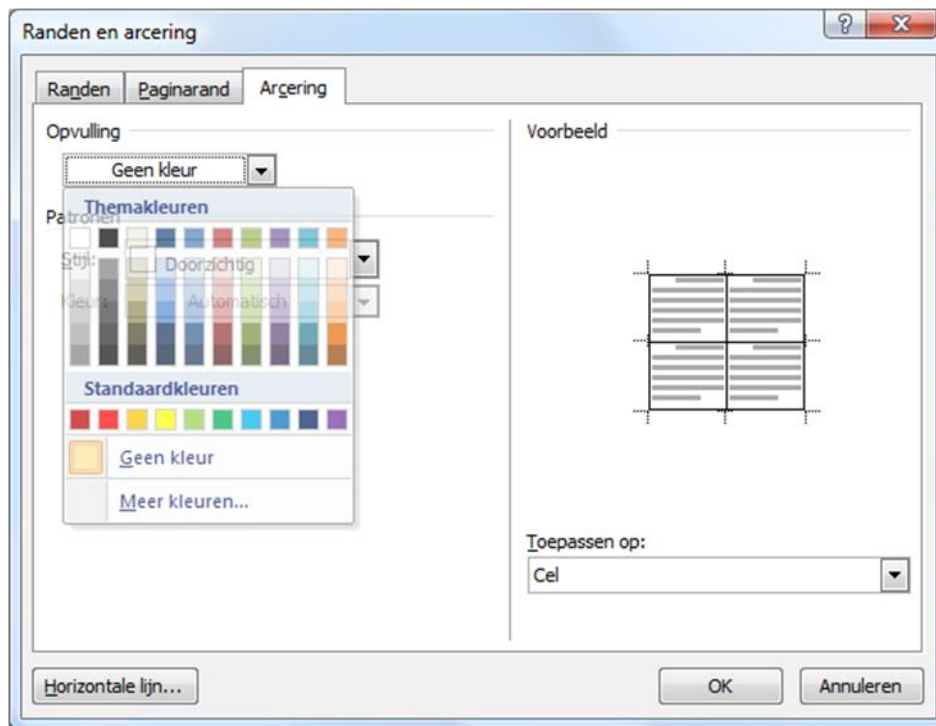 Randen en arcering
Randen
Paginarand
Arcering
Opvulling
Geen kleur
Themakleuren
Patronen
Stijl:
Doorzichtig
Kleur:
Automatisch
Standaardkleuren
Geen kleur
Meer kleuren...
Voorbeeld
Toepassen op:
Cel
Horizontale lijn...
OK
Annuleren